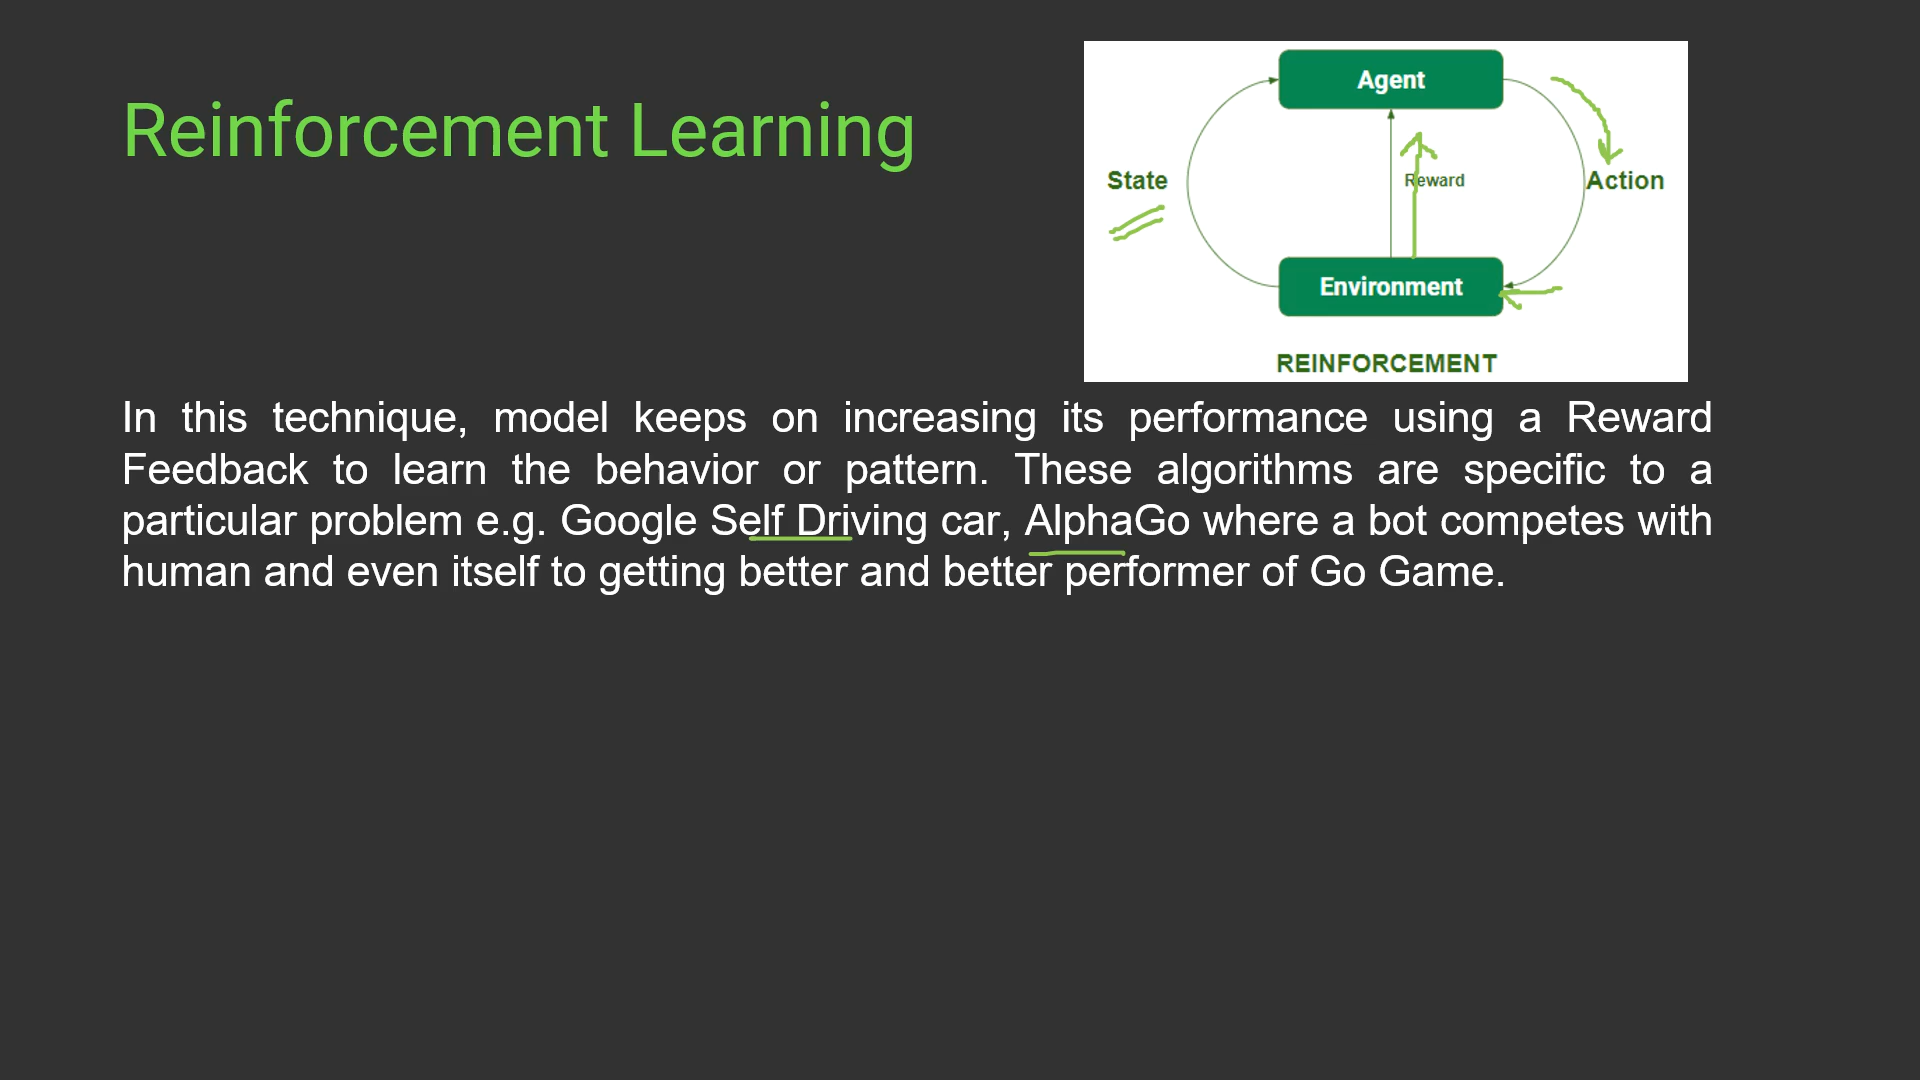 Reinforcement Learning
Agent
State
Reward
Action
Environment
REINFORCEMENT
In this technique, model keeps on increasing its performance using a Reward
Feedback to learn the behavior or pattern. These algorithms are specific to a
particular problem e.g. Google Self Driving car, AlphaGo where a bot competes with
human and even itself to getting better and better performer of Go Game.